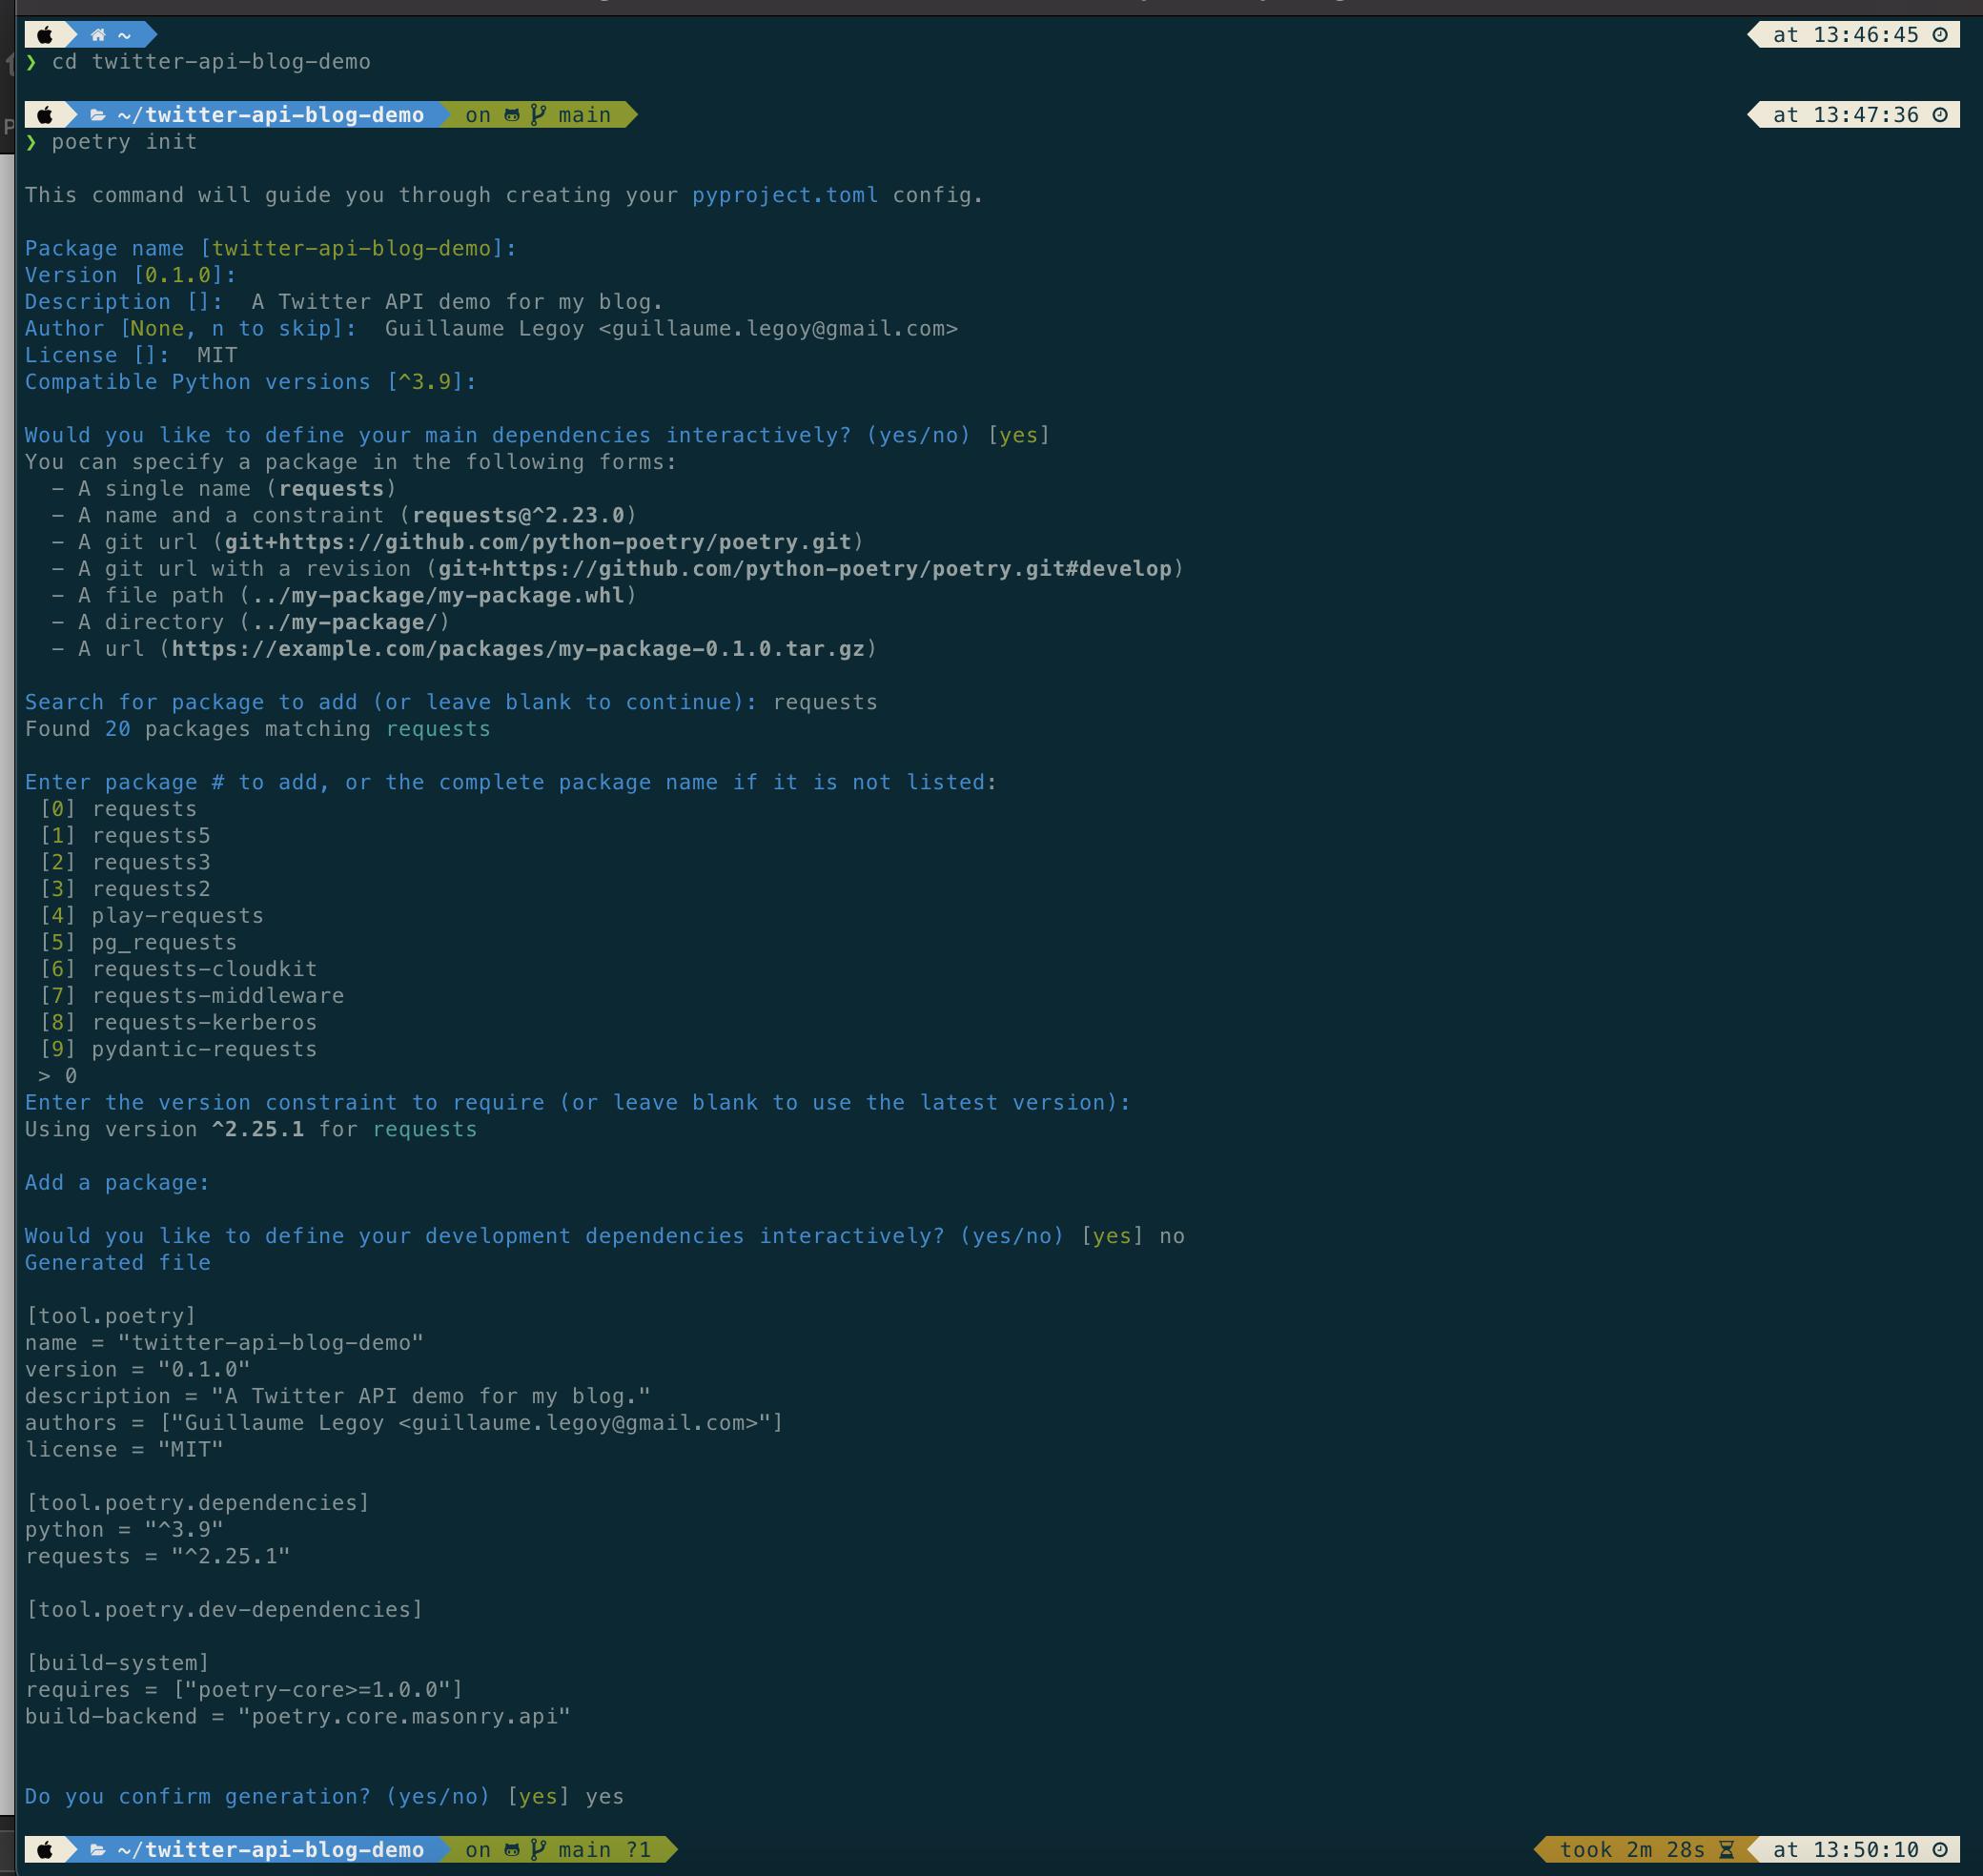 ~ at 13:46:45
❯ cd twitter-api-blog-demo
~/twitter-api-blog-demo on main at 13:47:36
❯ poetry init
This command will guide you through creating your pyproject.toml config.
Package name [twitter-api-blog-demo]:
Version [0.1.0]:
Description []:  A Twitter API demo for my blog.
Author [None, n to skip]:  Guillaume Legoy <guillaume.legoy@gmail.com>
License []:  MIT
Compatible Python versions [^3.9]:
Would you like to define your main dependencies interactively? (yes/no) [yes]
You can specify a package in the following forms:
  - A single name (requests)
  - A name and a constraint (requests@^2.23.0)
  - A git url (git+https://github.com/python-poetry/poetry.git)
  - A git url with a revision (git+https://github.com/python-poetry/poetry.git#develop)
  - A file path (../my-package/my-package.whl)
  - A directory (../my-package/)
  - A url (https://example.com/packages/my-package-0.1.0.tar.gz)
Search for package to add (or leave blank to continue): requests
Found 20 packages matching requests
Enter package # to add, or the complete package name if it is not listed:
 [0] requests
 [1] requests5
 [2] requests3
 [3] requests2
 [4] play-requests
 [5] pg_requests
 [6] requests-cloudkit
 [7] requests-middleware
 [8] requests-kerberos
 [9] pydantic-requests
 > 0
Enter the version constraint to require (or leave blank to use the latest version):
Using version ^2.25.1 for requests
Add a package:
Would you like to define your development dependencies interactively? (yes/no) [yes] no
Generated file
[tool.poetry]
name = "twitter-api-blog-demo"
version = "0.1.0"
description = "A Twitter API demo for my blog."
authors = ["Guillaume Legoy <guillaume.legoy@gmail.com>"]
license = "MIT"
[tool.poetry.dependencies]
python = "^3.9"
requests = "^2.25.1"
[tool.poetry.dev-dependencies]
[build-system]
requires = ["poetry-core>=1.0.0"]
build-backend = "poetry.core.masonry.api"
Do you confirm generation? (yes/no) [yes] yes
~/twitter-api-blog-demo on main ?1 took 2m 28s at 13:50:10